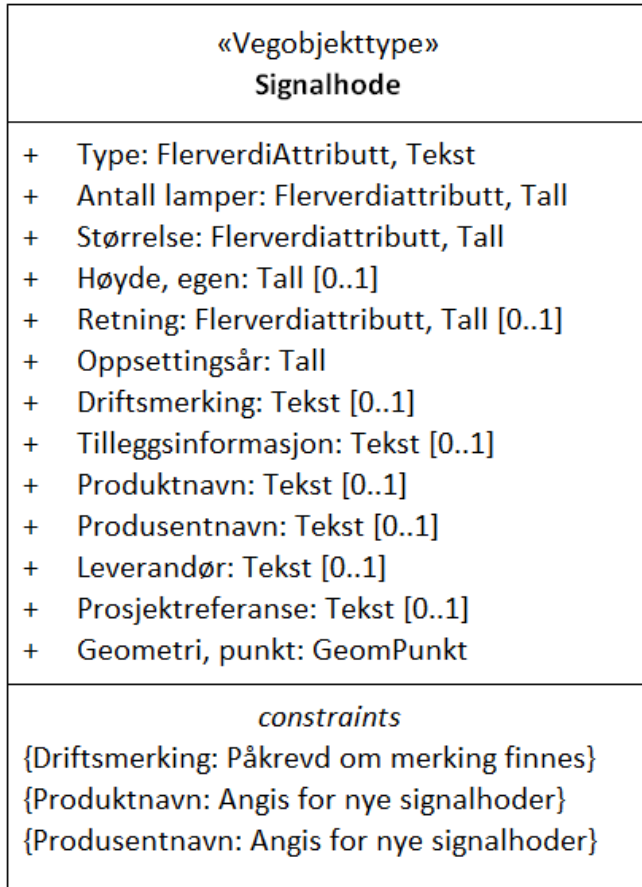 «Vegobjekttype»
Signalhode
+ Type: FlerverdiAttributt, Tekst
+ Antall lamper: Flerverdiattributt, Tall
+ Størrelse: Flerverdiattributt, Tall
+ Høyde, egen: Tall [0..1]
+ Retning: Flerverdiattributt, Tall [0..1]
+ Oppsettingsår: Tall
+ Driftsmerking: Tekst [0..1]
+ Tilleggsinformasjon: Tekst [0..1]
+ Produktnavn: Tekst [0..1]
+ Produsentnavn: Tekst [0..1]
+ Leverandør: Tekst [0..1]
+ Prosjektreferanse: Tekst [0..1]
+ Geometri, punkt: GeomPunkt
constraints
{Driftsmerking: Påkrevd om merking finnes}
{Produktnavn: Angis for nye signalhoder}
{Produsentnavn: Angis for nye signalhoder}